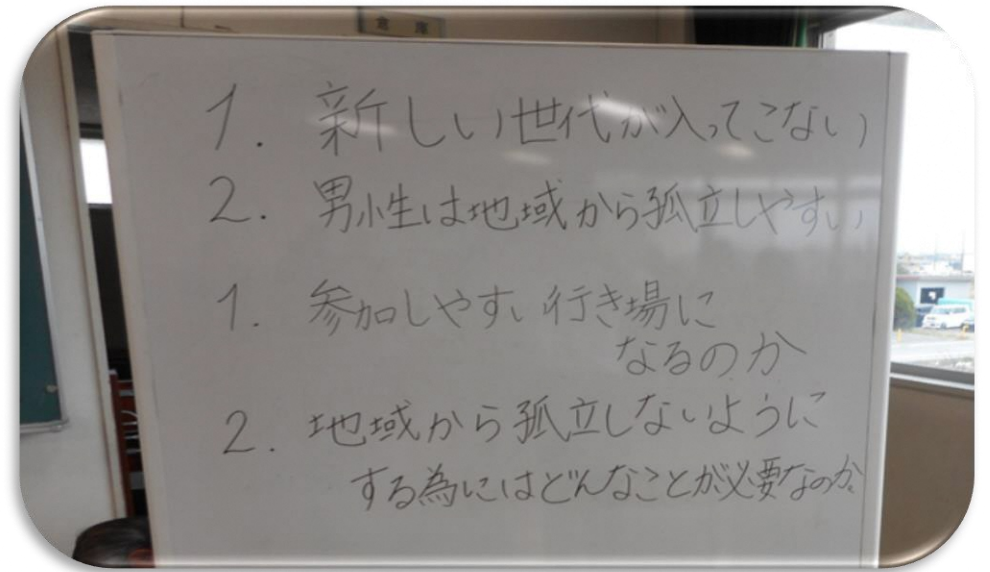 倉庫
1. 新しい世代が入ってこない
2. 男性は地域から孤立しやすい
1. 参加しやすい行き場に
なるのか
2. 地域から孤立しないように
する為にはどんなことが必要なのか。